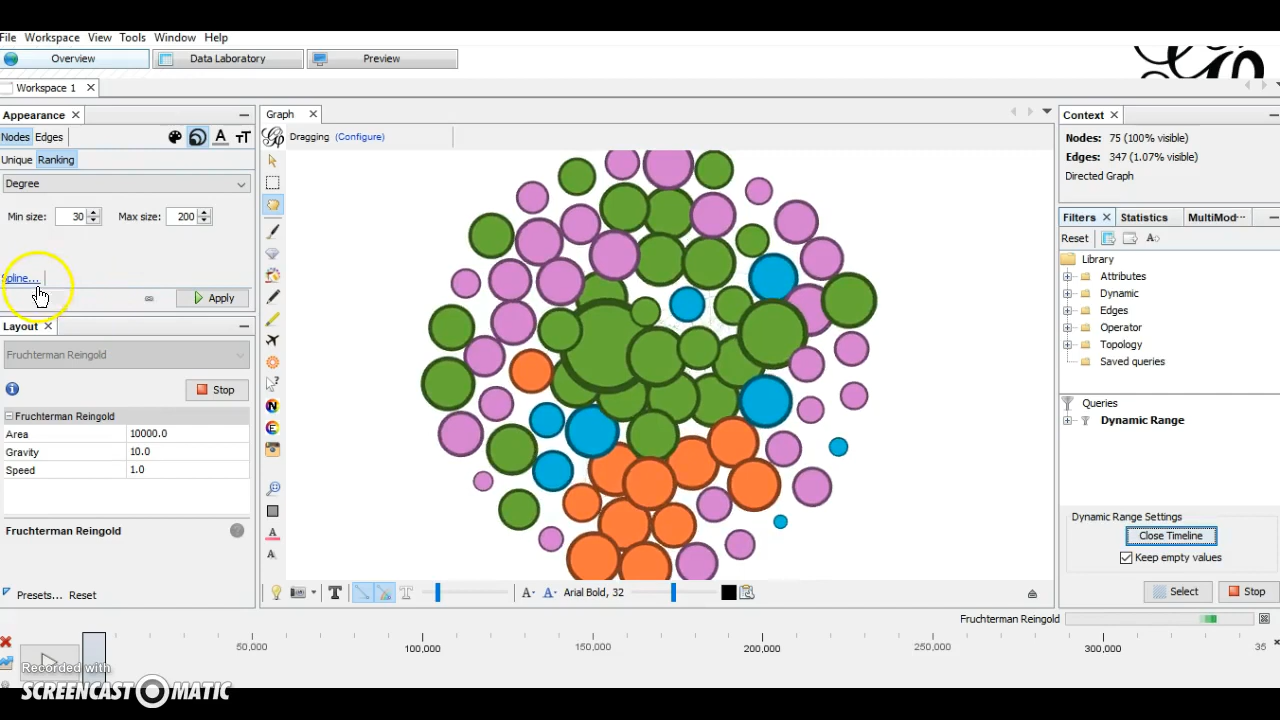 File Workspace View Tools Window Help
Overview Data Laboratory Preview
Workspace 1
Appearance
Nodes Edges
Unique Ranking
Degree
Min size: 30 Max size: 200
Spline...
Apply
Layout
Fruchterman Reingold
Stop
Fruchterman Reingold
Area 10000.0
Gravity 10.0
Speed 1.0
Fruchterman Reingold
Presets... Reset
Graph
Dragging (Configure)
Arial Bold, 32
Context
Nodes: 75 (100% visible)
Edges: 347 (1.07% visible)
Directed Graph
Filters Statistics MultiMod···
Reset
Library
Attributes
Dynamic
Edges
Operator
Topology
Saved queries
Queries
Dynamic Range
Dynamic Range Settings
Close Timeline
Keep empty values
Select Stop
Fruchterman Reingold
50,000 100,000 150,000 200,000 250,000 300,000 35
Recorded with
SCREENCAST MATIC